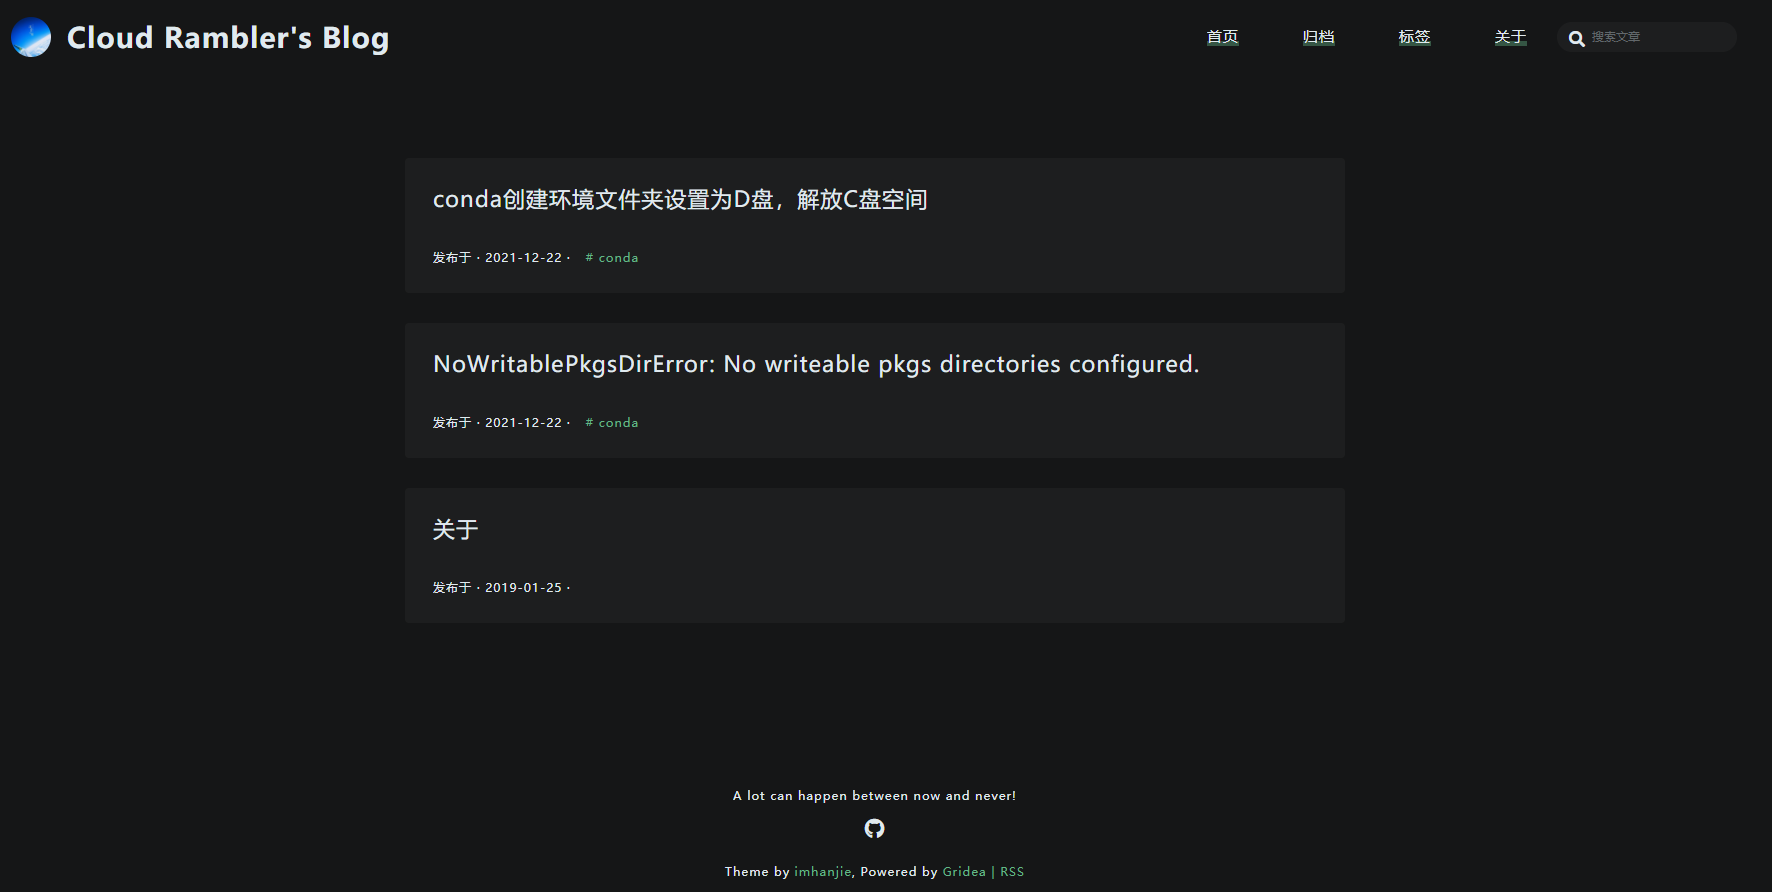 Cloud Rambler's Blog
首页 归档 标签 关于 搜索文章
conda创建环境文件夹设置为D盘，解放C盘空间
发布于 · 2021-12-22 · # conda
NoWritablePkgsDirError: No writeable pkgs directories configured.
发布于 · 2021-12-22 · # conda
关于
发布于 · 2019-01-25 ·
A lot can happen between now and never!
Theme by imhanjie, Powered by Gridea | RSS